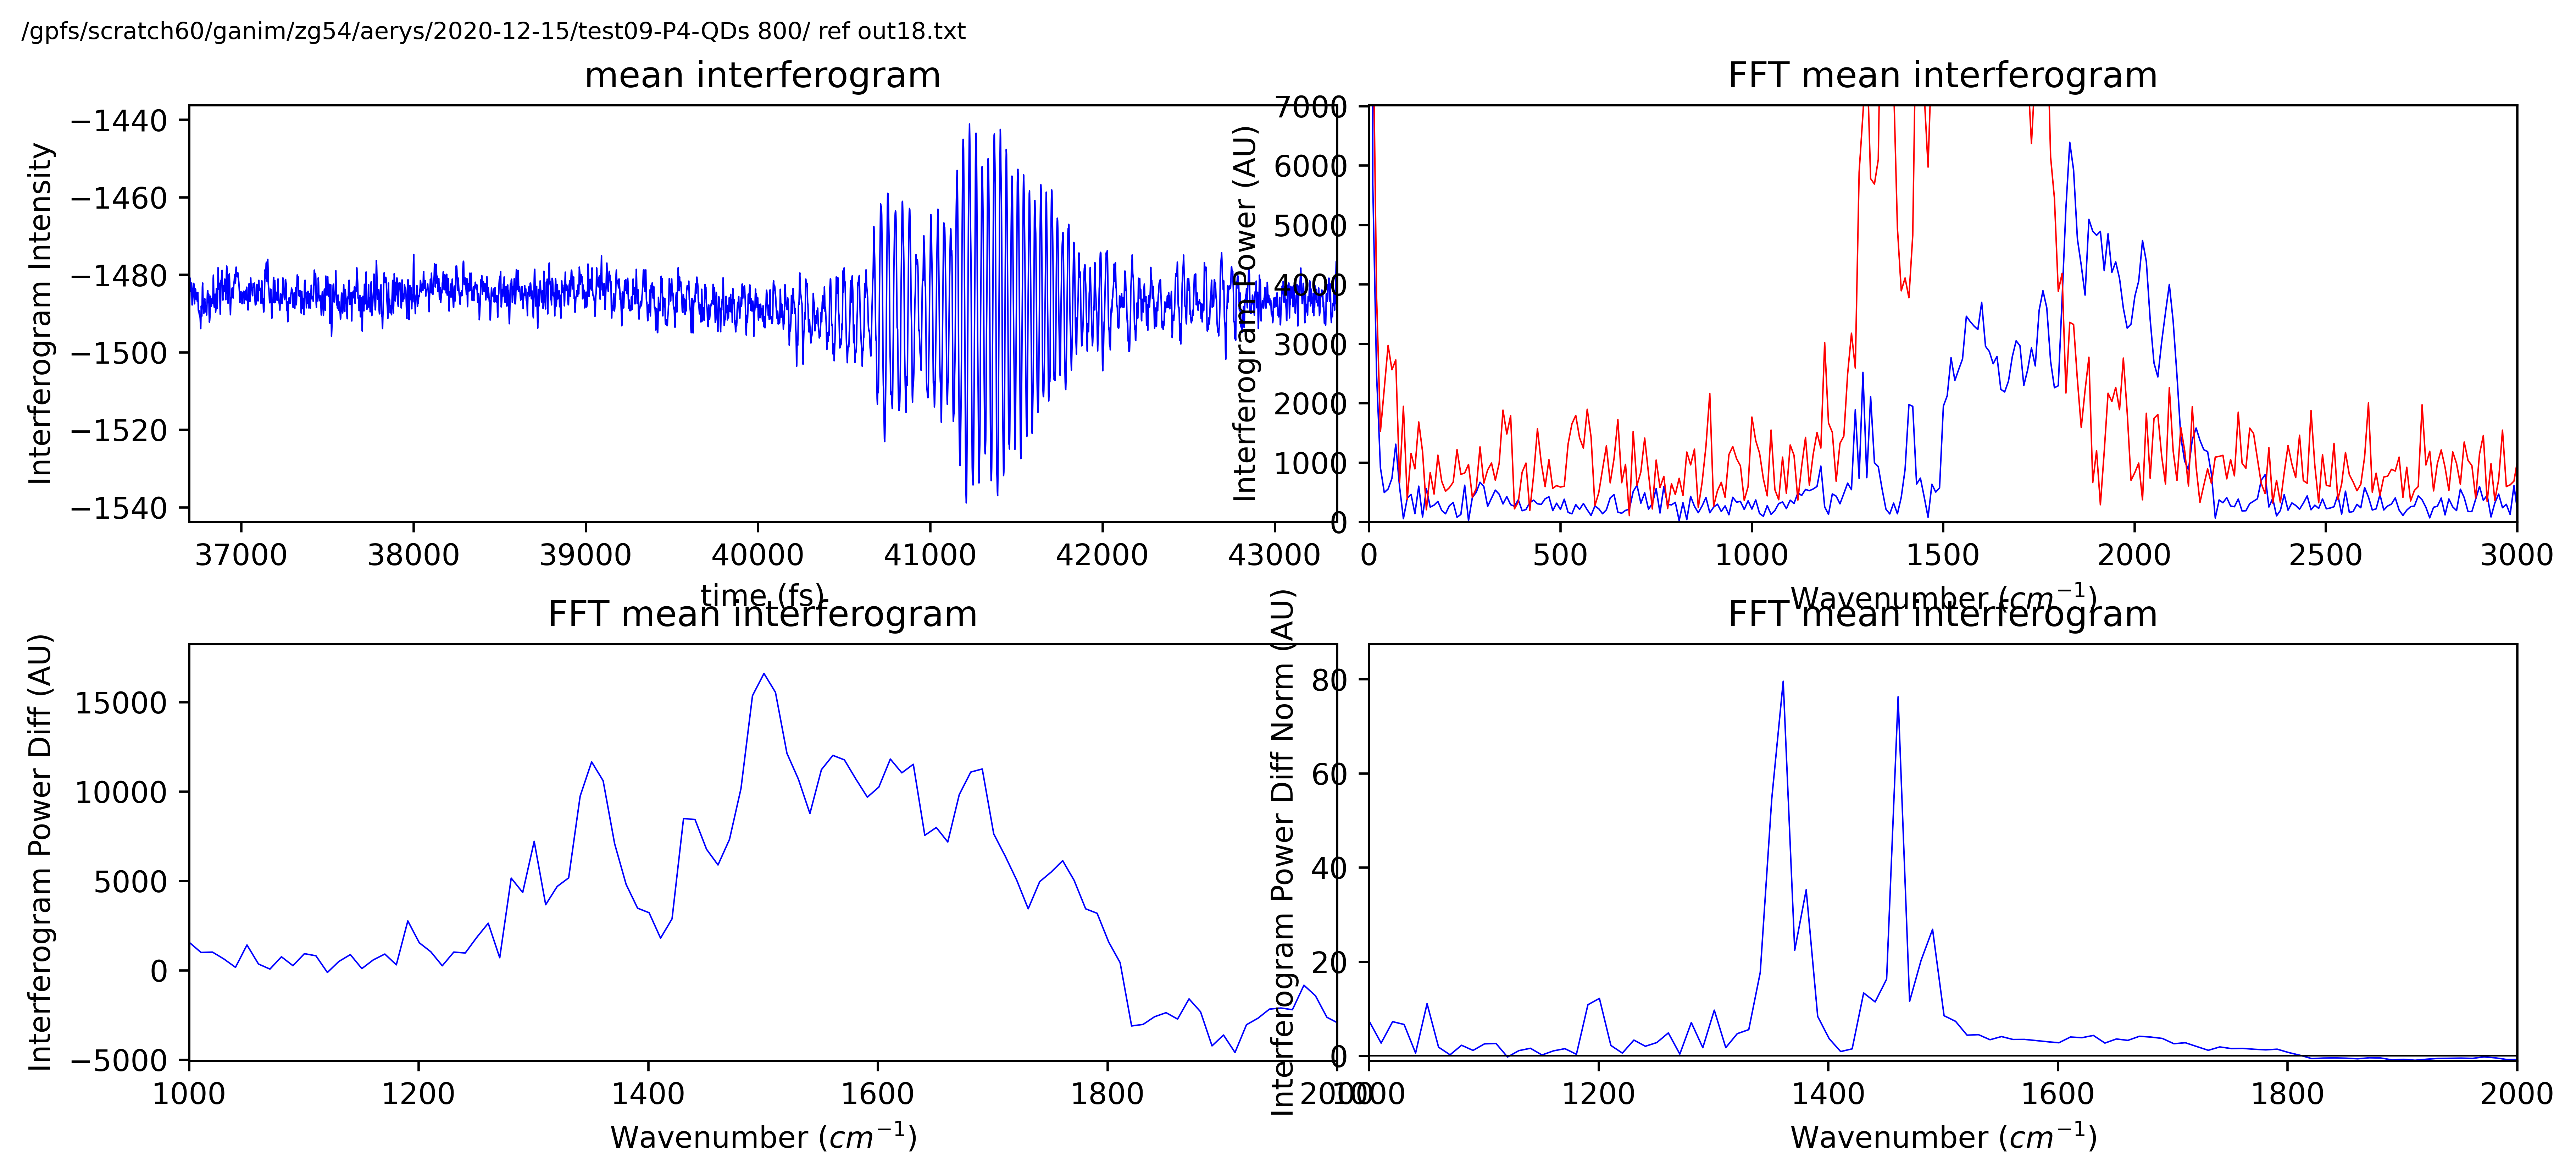 /gpfs/scratch60/ganim/zg54/aerys/2020-12-15/test09-P4-QDs 800/ ref out18.txt
mean interferogram
Interferogram Intensity
−1440
−1460
−1480
−1500
−1520
−1540
37000 38000 39000 40000 41000 42000 43000
time (fs)
FFT mean interferogram
Interferogram Power (AU)
7000
6000
5000
4000
3000
2000
1000
0
0 500 1000 1500 2000 2500 3000
Wavenumber (cm⁻¹)
FFT mean interferogram
Interferogram Power Diff (AU)
15000
10000
5000
0
−5000
1000 1200 1400 1600 1800 2000
Wavenumber (cm⁻¹)
FFT mean interferogram
Interferogram Power Diff Norm (AU)
80
60
40
20
0
1000 1200 1400 1600 1800 2000
Wavenumber (cm⁻¹)